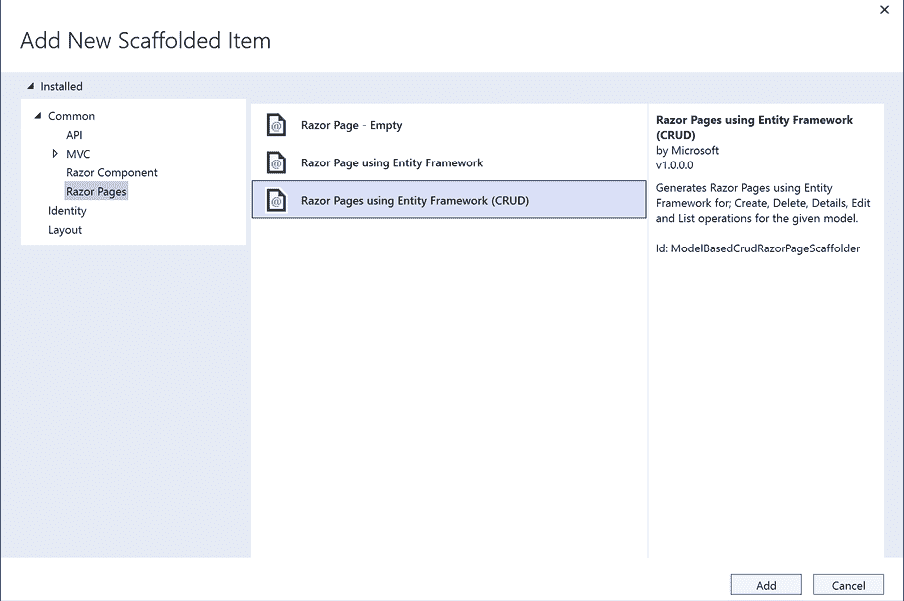 Add New Scaffolded Item
Installed
Common
API
MVC
Razor Component
Razor Pages
Identity
Layout
Razor Page - Empty
Razor Page using Entity Framework
Razor Pages using Entity Framework (CRUD)
Razor Pages using Entity Framework
(CRUD)
by Microsoft
v1.0.0.0
Generates Razor Pages using Entity
Framework for; Create, Delete, Details, Edit
and List operations for the given model.
Id: ModelBasedCrudRazorPageScaffolder
Add
Cancel